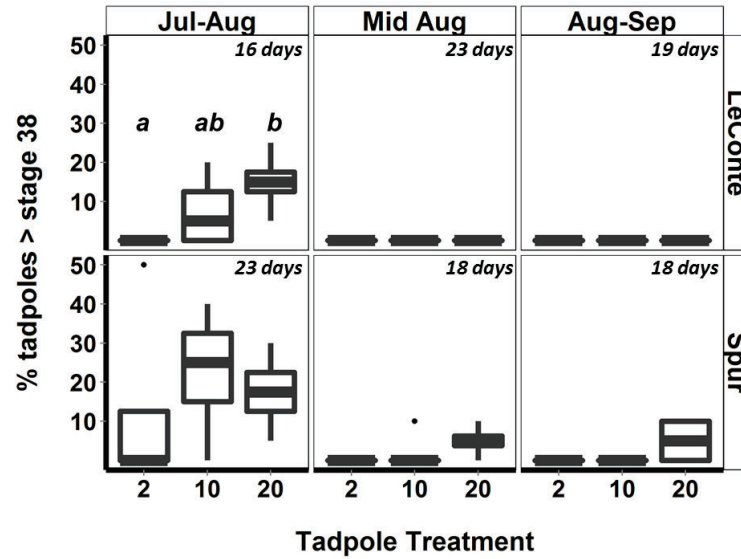 Jul-Aug Mid Aug Aug-Sep
50 16 days 23 days 19 days
40
30 a ab b
20
10
LeConte
50 23 days 18 days 18 days
40
30
20
10
Spur
% tadpoles > stage 38
2 10 20 2 10 20 2 10 20
Tadpole Treatment